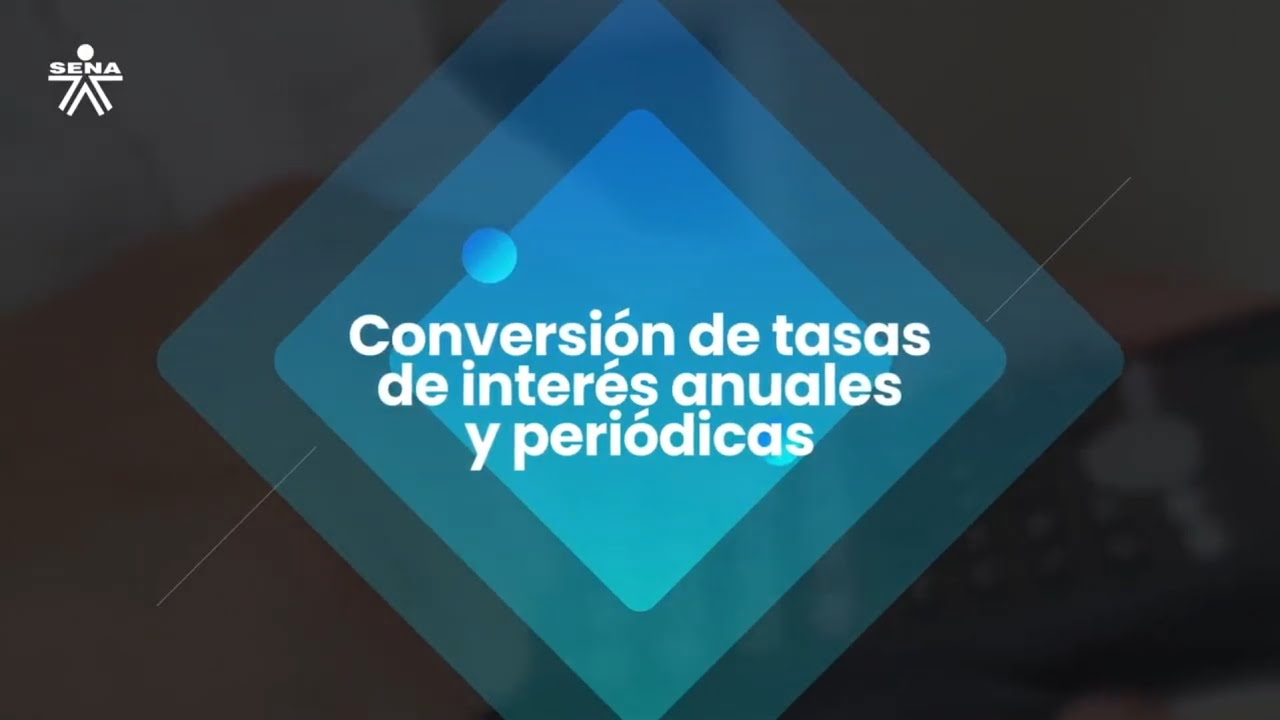 SENA
Conversión de tasas
de interés anuales
y periódicas